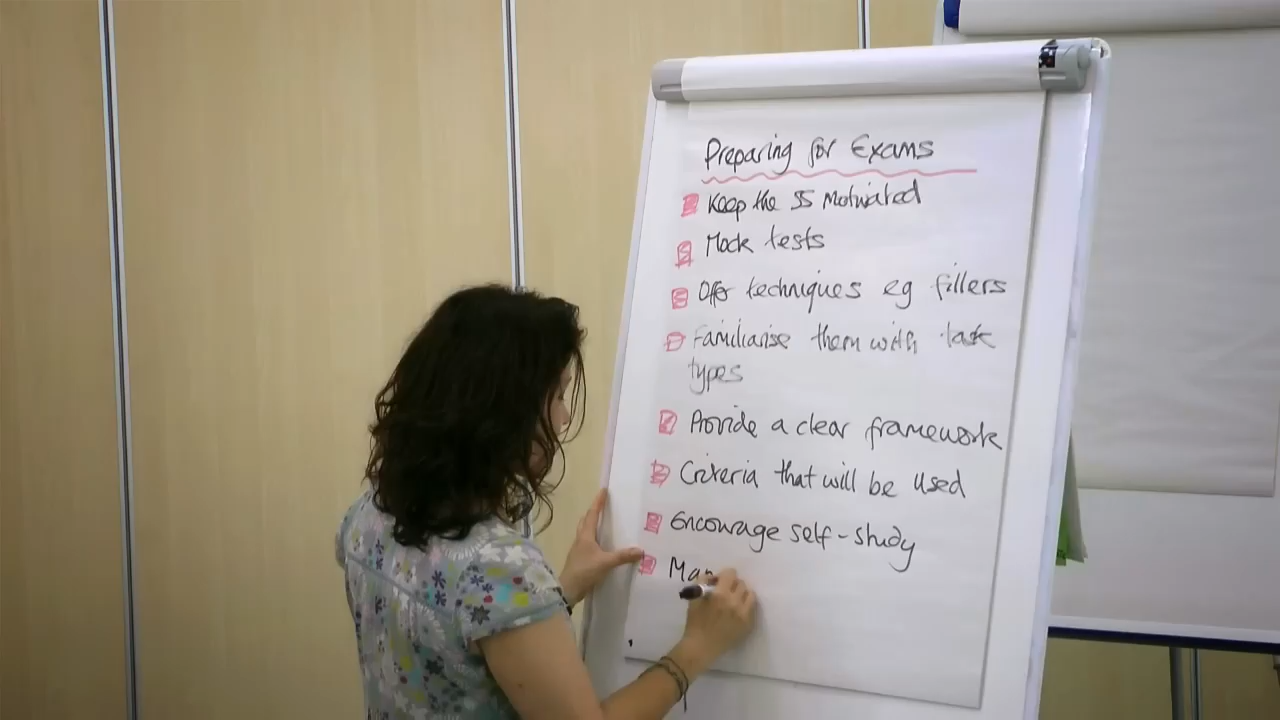 Preparing for Exams
Keep the SS motivated
Mock tests
Offer techniques eg fillers
Familiarise them with task
types
Provide a clear framework
Criteria that will be used
Encourage self-study
Man